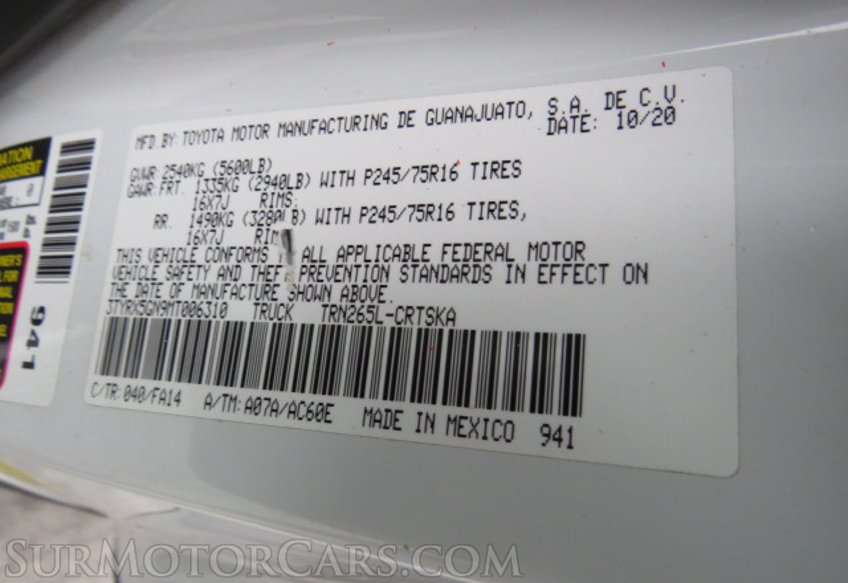 MFD.BY:TOYOTA MOTOR MANUFACTURING DE GUANAJUATO, S.A. DE C.V.
DATE: 10/20
GVWR:2540KG (5600LB)
GAWR:FRT. 1335KG (2940LB) WITH P245/75R16 TIRES
16X7J RIMS.
RR. 1490KG (3280LB) WITH P245/75R16 TIRES,
16X7J
THIS VEHICLE CONFORMS ALL APPLICABLE FEDERAL MOTOR
VEHICLE SAFETY AND THEFT PREVENTION STANDARDS IN EFFECT ON
THE DATE OF MANUFACTURE SHOWN ABOVE.
3TYRX5GN9MT006310 TRUCK TRN265L-CRTSKA
C/TR:040/FA14 A/TM:A07A/AC60E MADE IN MEXICO 941
941
SURMOTORCARS.COM